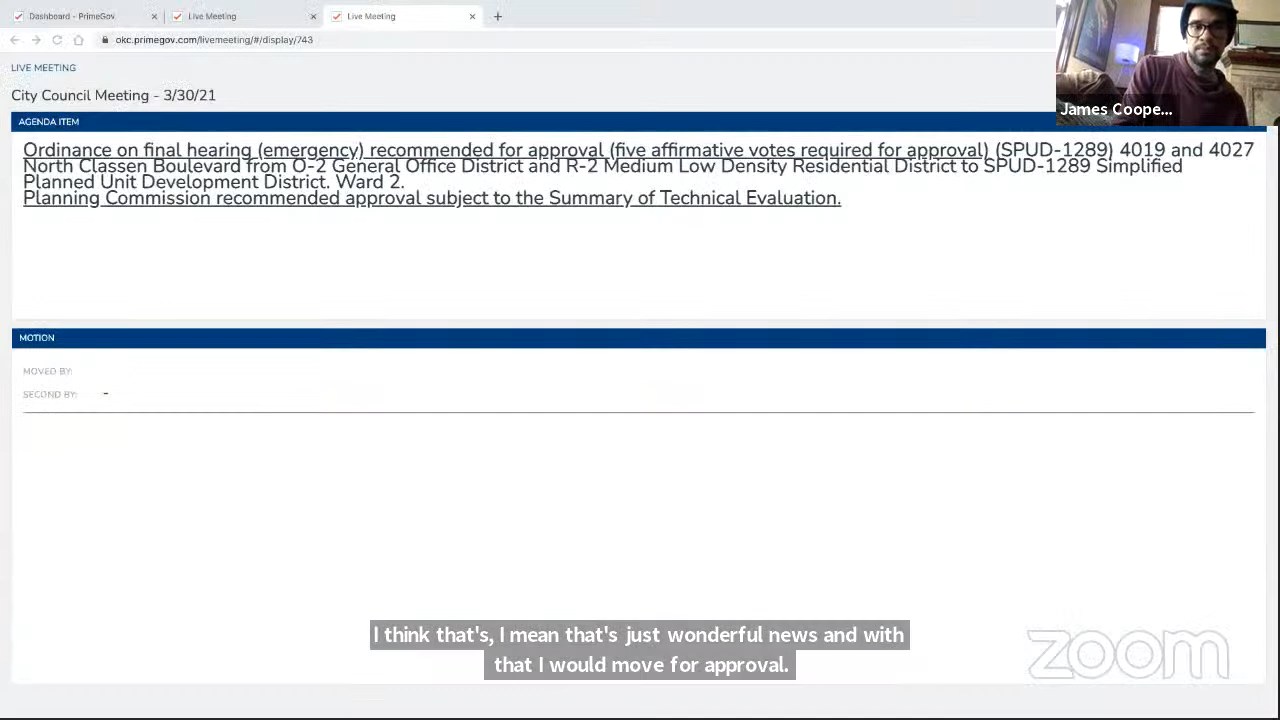 Dashboard - PrimeGov
Live Meeting
Live Meeting
okc.primegov.com/livemeeting/#/display/743
LIVE MEETING
City Council Meeting - 3/30/21
James Coope...
AGENDA ITEM
Ordinance on final hearing (emergency) recommended for approval (five affirmative votes required for approval) (SPUD-1289) 4019 and 4027
North Classen Boulevard from O-2 General Office District and R-2 Medium Low Density Residential District to SPUD-1289 Simplified
Planned Unit Development District. Ward 2.
Planning Commission recommended approval subject to the Summary of Technical Evaluation.
MOTION
MOVED BY:
SECOND BY: -
I think that's, I mean that's just wonderful news and with
that I would move for approval.
zoom